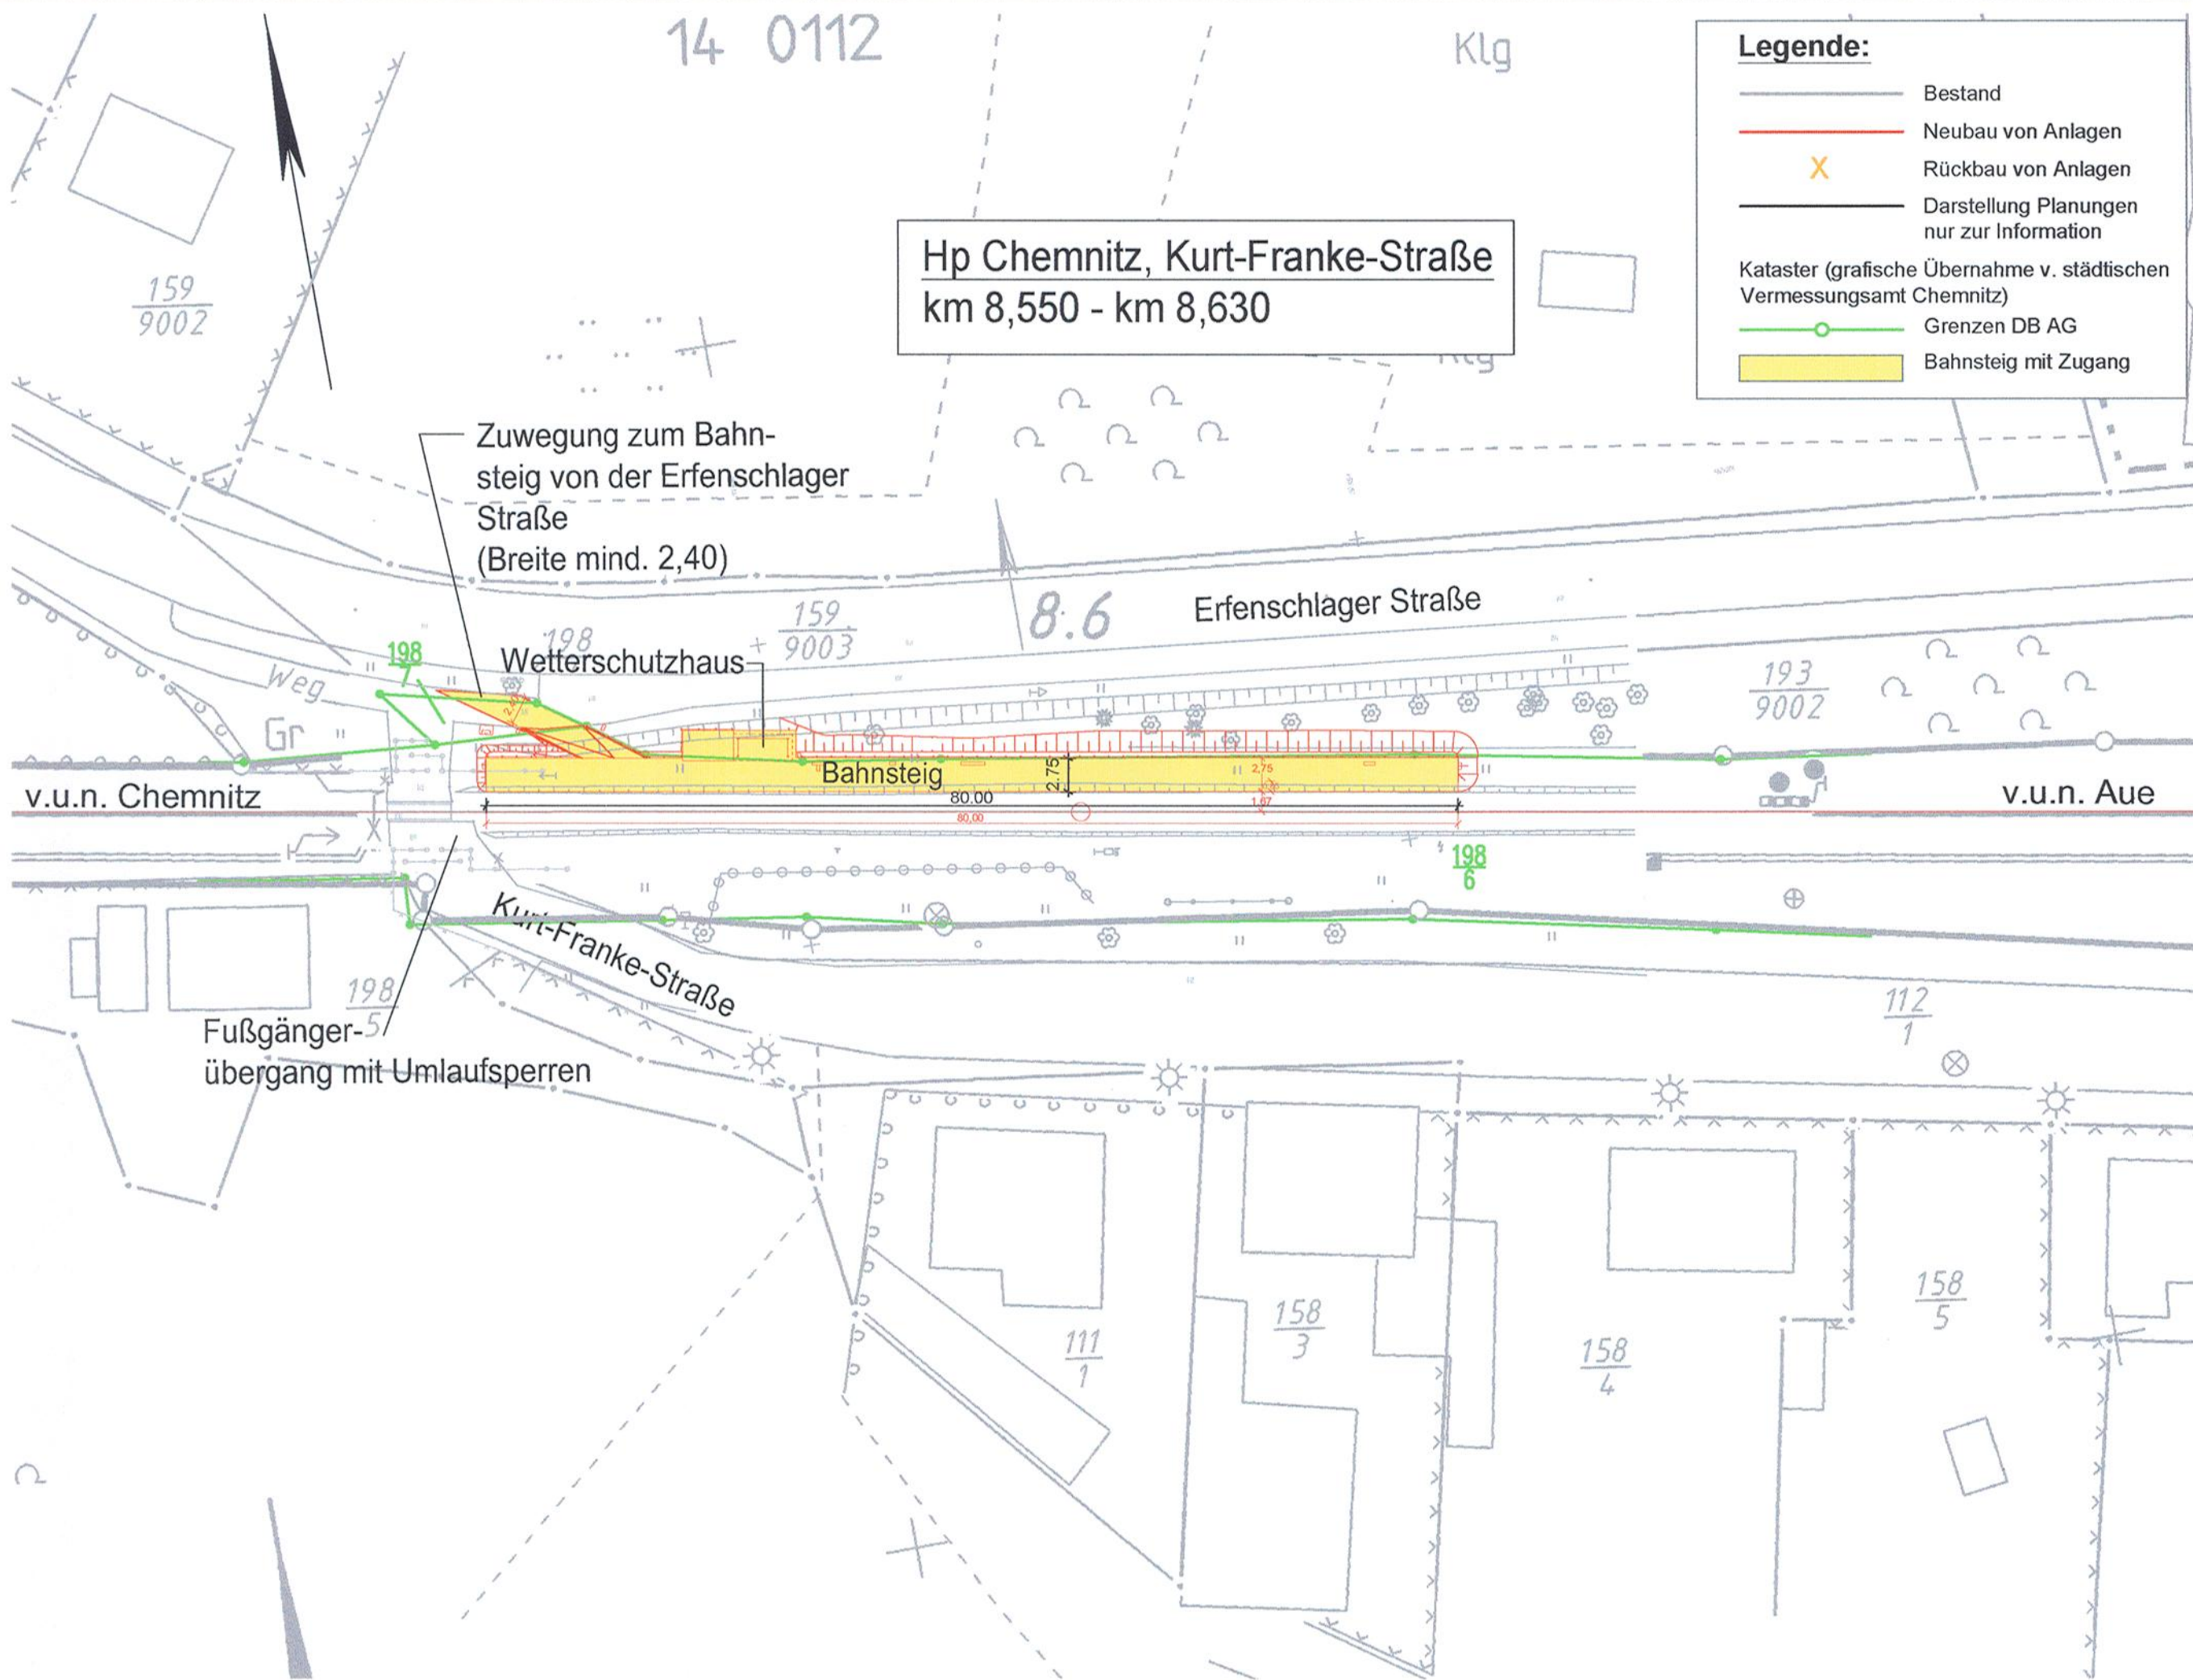 14 0112
Klg
Legende:
Bestand
Neubau von Anlagen
X
Rückbau von Anlagen
Darstellung Planungen
nur zur Information
Kataster (grafische Übernahme v. städtischen
Vermessungsamt Chemnitz)
Grenzen DB AG
Bahnsteig mit Zugang
Hp Chemnitz, Kurt-Franke-Straße
km 8,550 - km 8,630
159
9002
Zuwegung zum Bahn-
steig von der Erfenschlager
Straße
(Breite mind. 2,40)
159
9003
8.6
Erfenschlager Straße
198
7
198
Wetterschutzhaus
Weg
Gr
193
9002
Bahnsteig
2.75
2,75
v.u.n. Chemnitz
80.00
80,00
1,67
v.u.n. Aue
198
6
Kurt-Franke-Straße
198
5
Fußgänger-
übergang mit Umlaufsperren
112
1
111
1
158
3
158
4
158
5